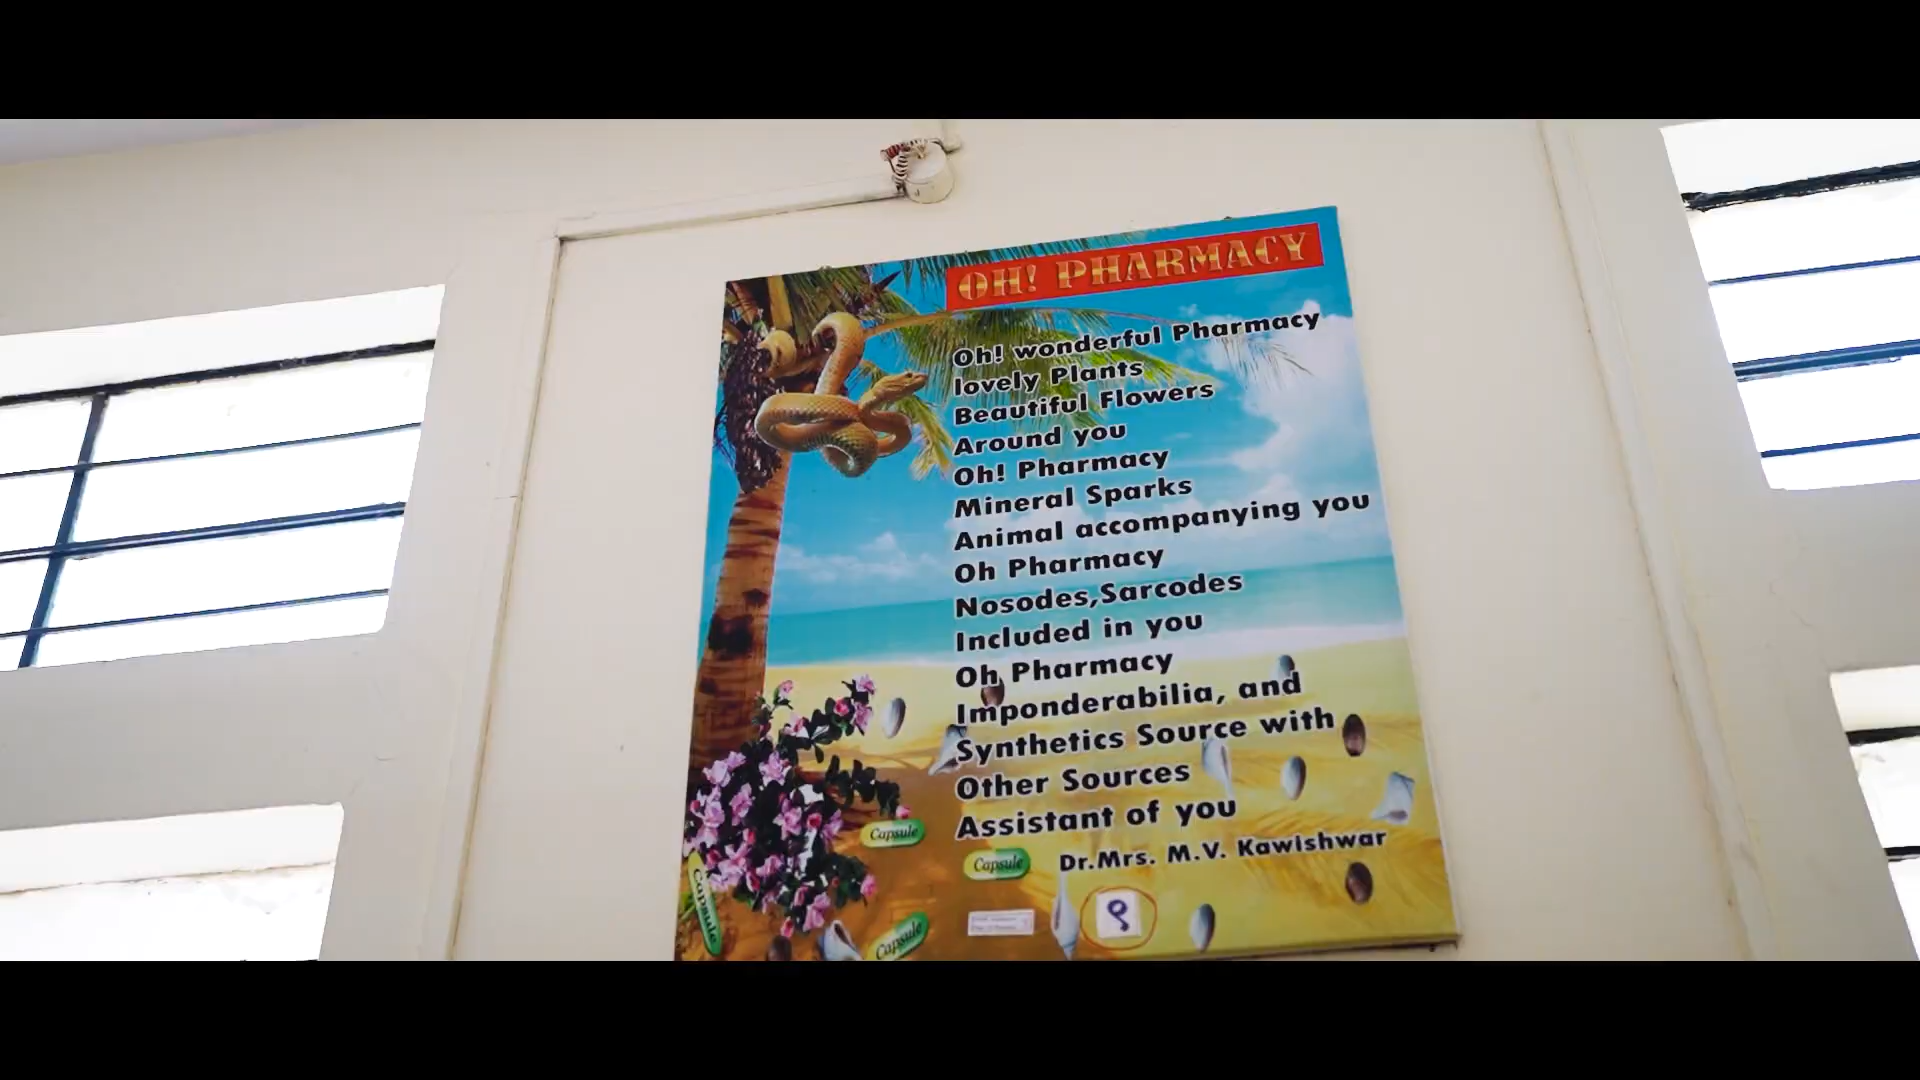 OH! PHARMACY
Oh! wonderful Pharmacy
lovely Plants
Beautiful Flowers
Around you
Oh! Pharmacy
Mineral Sparks
Animal accompanying you
Oh Pharmacy
Nosodes,Sarcodes
Included in you
Oh Pharmacy
Imponderabilia, and
Synthetics Source with
Other Sources
Assistant of you
Dr.Mrs. M.V. Kawishwar
Capsule
Capsule
Capsule
Capsule
९